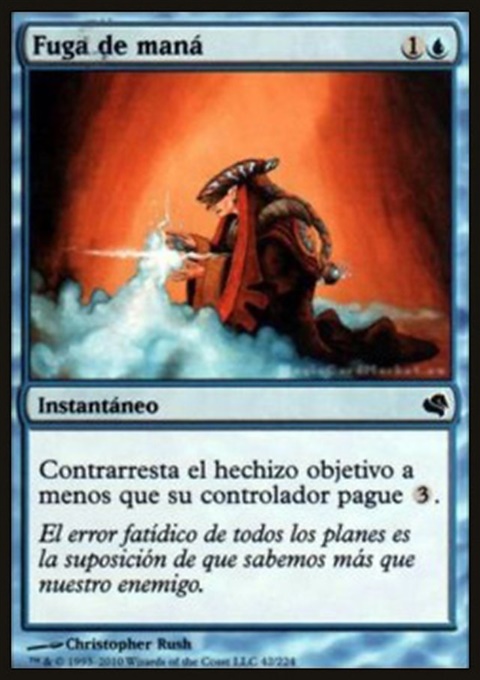 Fuga de maná
1
MagicCardMarket.eu
Instantáneo
Contrarresta el hechizo objetivo a
menos que su controlador pague 3.
El error fatídico de todos los planes es
la suposición de que sabemos más que
nuestro enemigo.
Christopher Rush
™ & © 1993-2010 Wizards of the Coast LLC 42/224